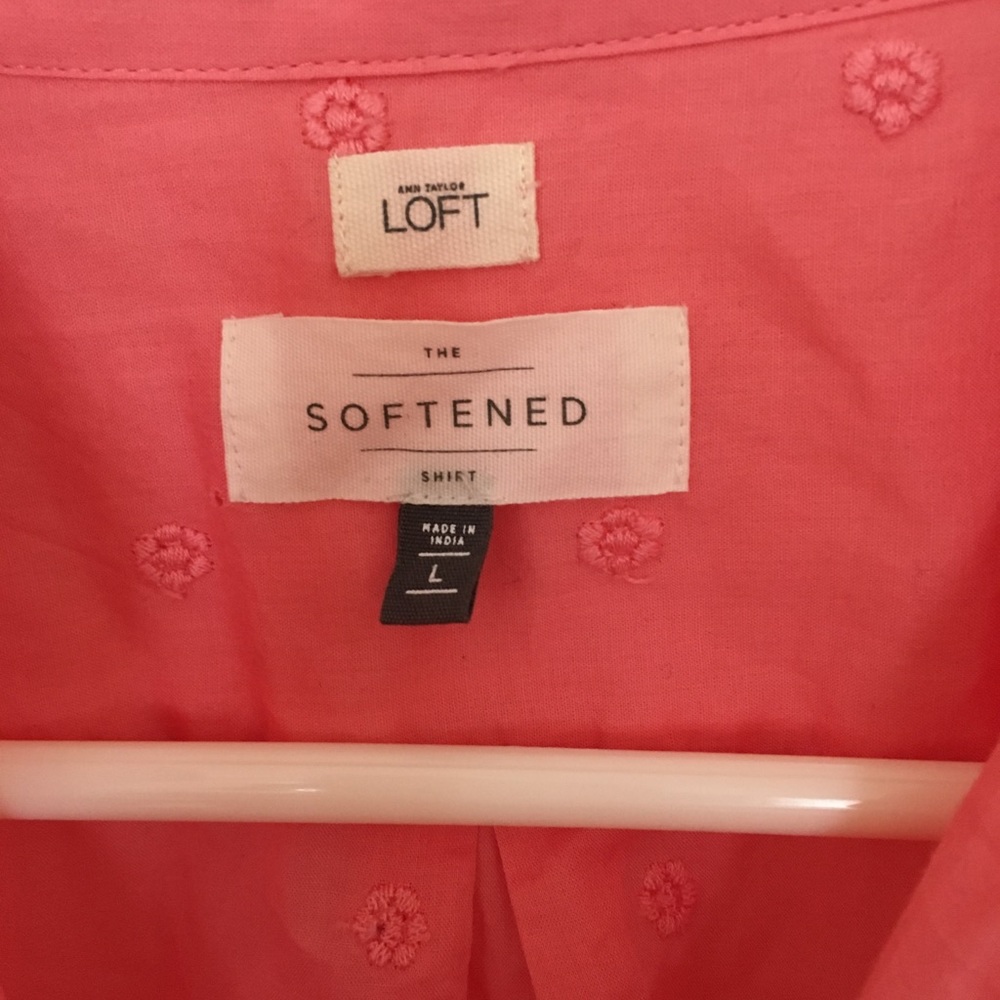 ANN TAYLOR
LOFT
THE
SOFTENED
SHIRT
MADE IN
INDIA
L